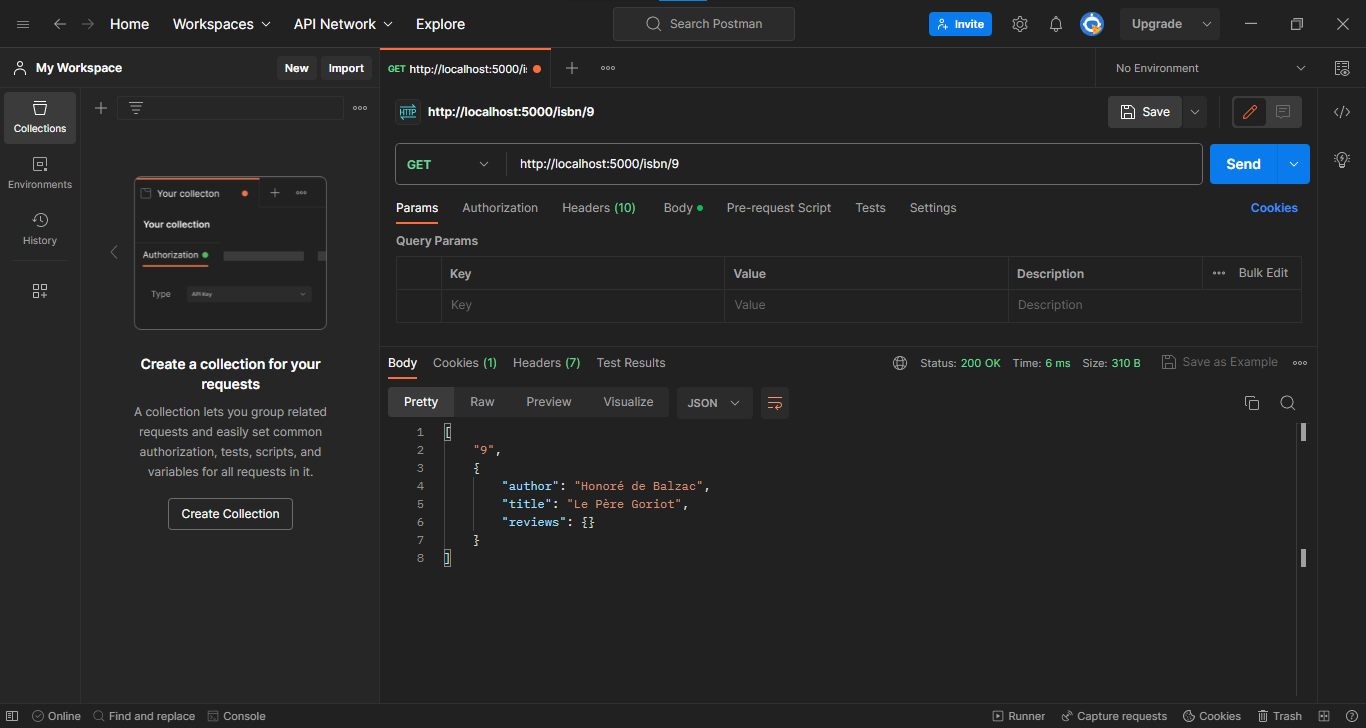 Home Workspaces API Network Explore Search Postman Invite Upgrade
My Workspace New Import GET http://localhost:5000/i No Environment
Collections
Environments
History
Your collecton
Your collection
Authorization
Type API Key
Create a collection for your
requests
A collection lets you group related
requests and easily set common
authorization, tests, scripts, and
variables for all requests in it.
Create Collection
HTTP http://localhost:5000/isbn/9 Save
GET http://localhost:5000/isbn/9 Send
Params Authorization Headers (10) Body Pre-request Script Tests Settings Cookies
Query Params
Key Value Description Bulk Edit
Key Value Description
Body Cookies (1) Headers (7) Test Results Status: 200 OK Time: 6 ms Size: 310 B Save as Example
Pretty Raw Preview Visualize JSON
1 [
2 "9",
3 {
4 "author": "Honoré de Balzac",
5 "title": "Le Père Goriot",
6 "reviews": {}
7 }
8 ]
Online Find and replace Console Runner Capture requests Cookies Trash